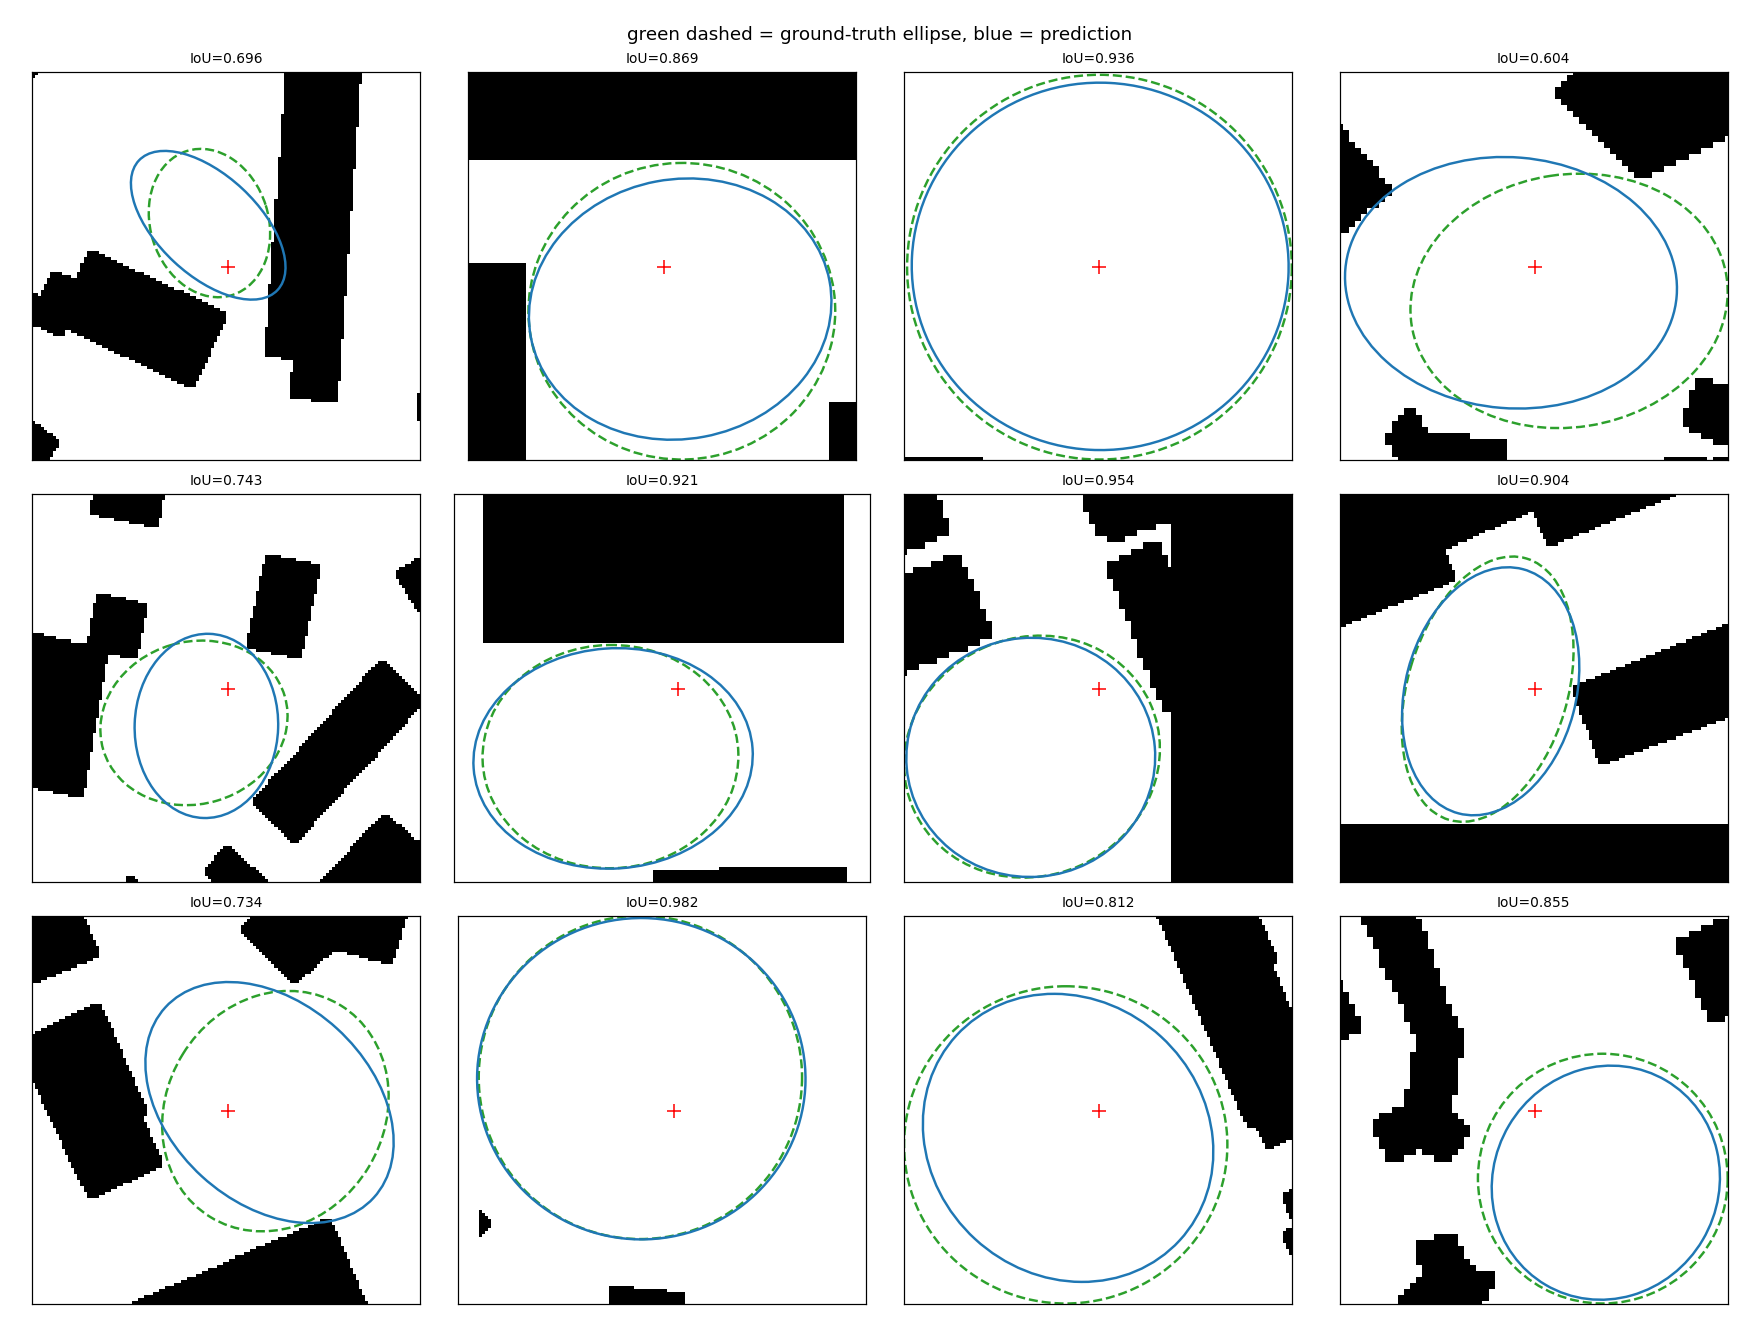 green dashed = ground-truth ellipse, blue = prediction
IoU=0.696
IoU=0.869
IoU=0.936
IoU=0.604
IoU=0.743
IoU=0.921
IoU=0.954
IoU=0.904
IoU=0.734
IoU=0.982
IoU=0.812
IoU=0.855